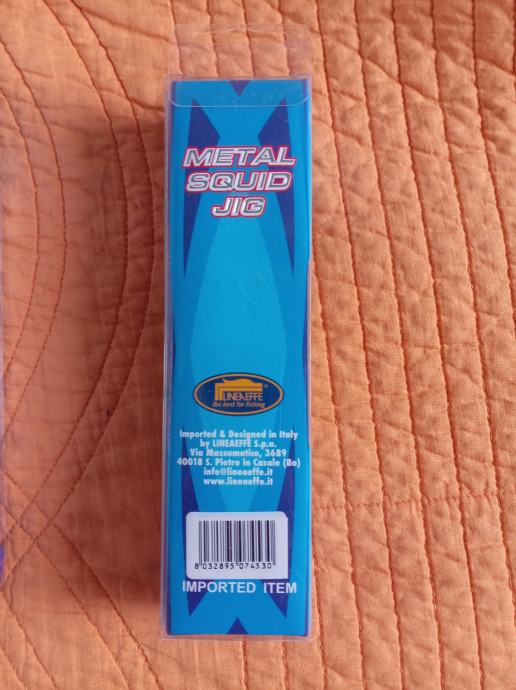 METAL
SQUID
JIG
LINEAEFFE®
the best for fishing
Imported & Designed in Italy
by LINEAEFFE S.p.a.
Via Massumatico, 3689
40018 S. Pietro in Casale (Bo)
info@lineaeffe.it
www.lineaeffe.it
8 032895 074530
IMPORTED ITEM